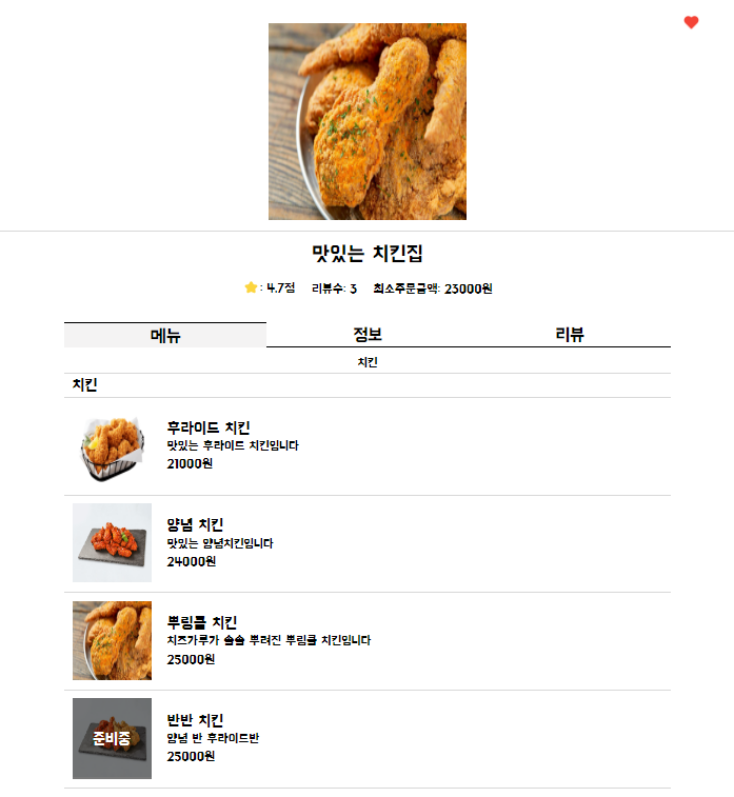 맛있는 치킨집
: 4.7점 리뷰수: 3 최소주문금액: 23000원
메뉴 정보 리뷰
치킨
치킨
후라이드 치킨
맛있는 후라이드 치킨입니다
21000원
양념 치킨
맛있는 양념치킨입니다
24000원
뿌링클 치킨
치즈가루가 솔솔 뿌려진 뿌링클 치킨입니다
25000원
준비중
반반 치킨
양념 반 후라이드반
25000원